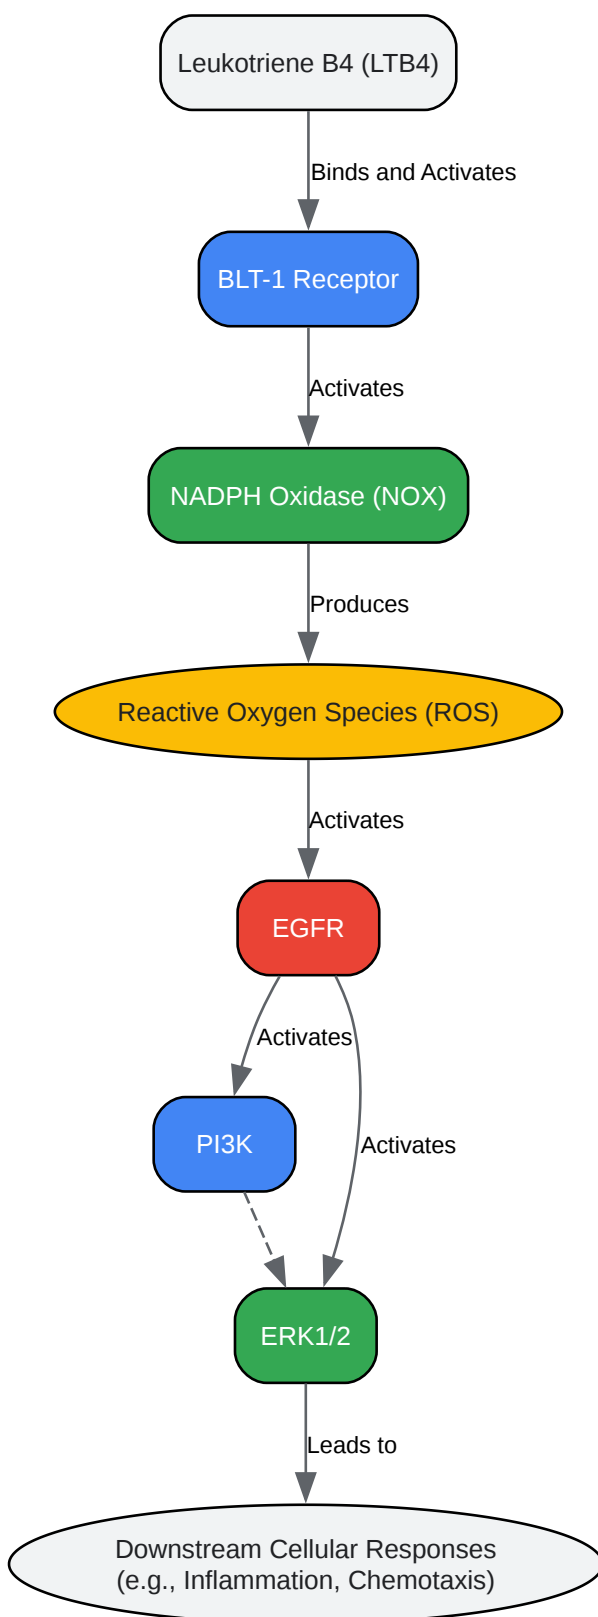 Leukotriene B4 (LTB4)
Binds and Activates
BLT-1 Receptor
Activates
NADPH Oxidase (NOX)
Produces
Reactive Oxygen Species (ROS)
Activates
EGFR
Activates
PI3K
Activates
ERK1/2
Leads to
Downstream Cellular Responses
(e.g., Inflammation, Chemotaxis)